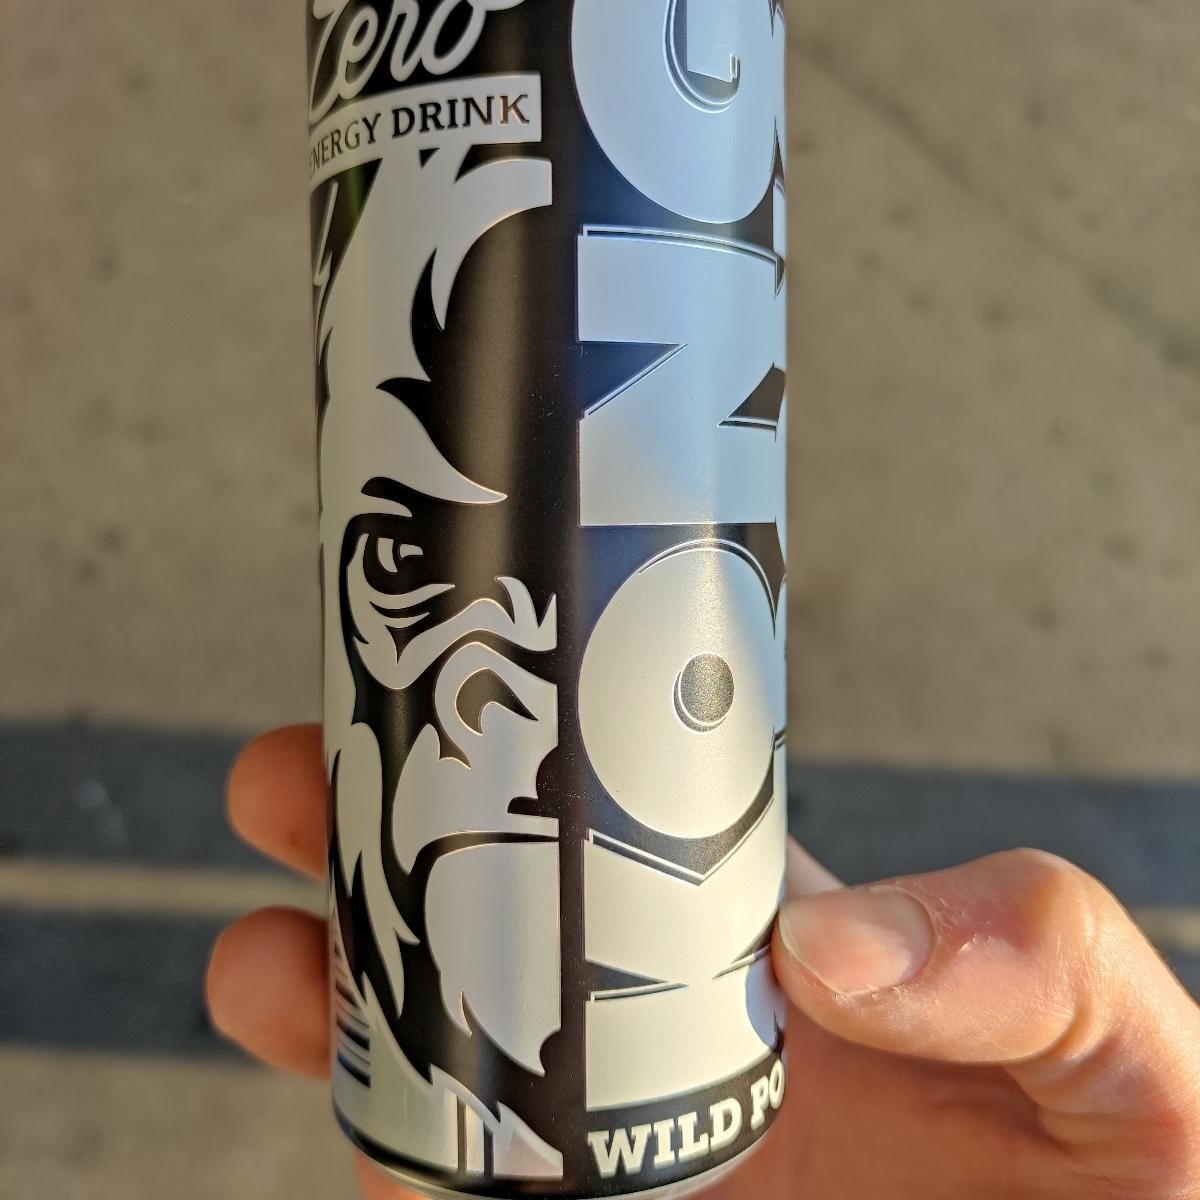 Zero
ENERGY DRINK
KONG
WILD PO